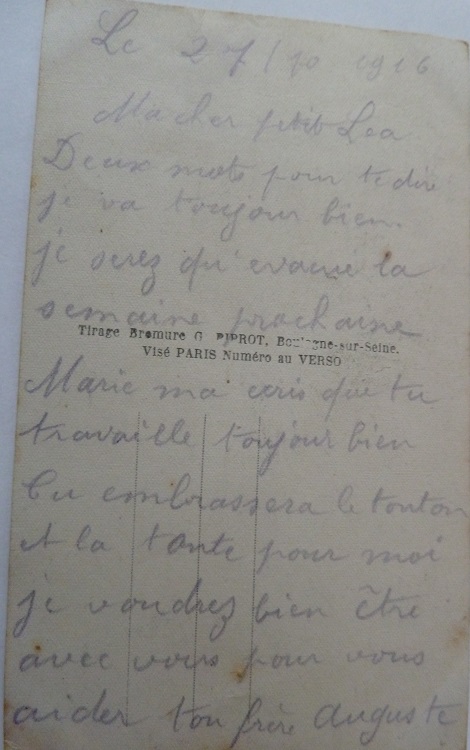 Le 27/10 1916
Ma cher petit Lea
Deux mots pour te dire
je va toujour bien.
je serez qu'evacue la
semaine prochaine
Tirage Bromure G. PIPROT, Boulogne-sur-Seine.
Visé PARIS Numéro au VERSO
Marie ma ecris que tu
travaille toujour bien
tu embrassera le tonton
et la tante pour moi
je voudrez bien être
avec vous pour vous
aider ton frère Auguste